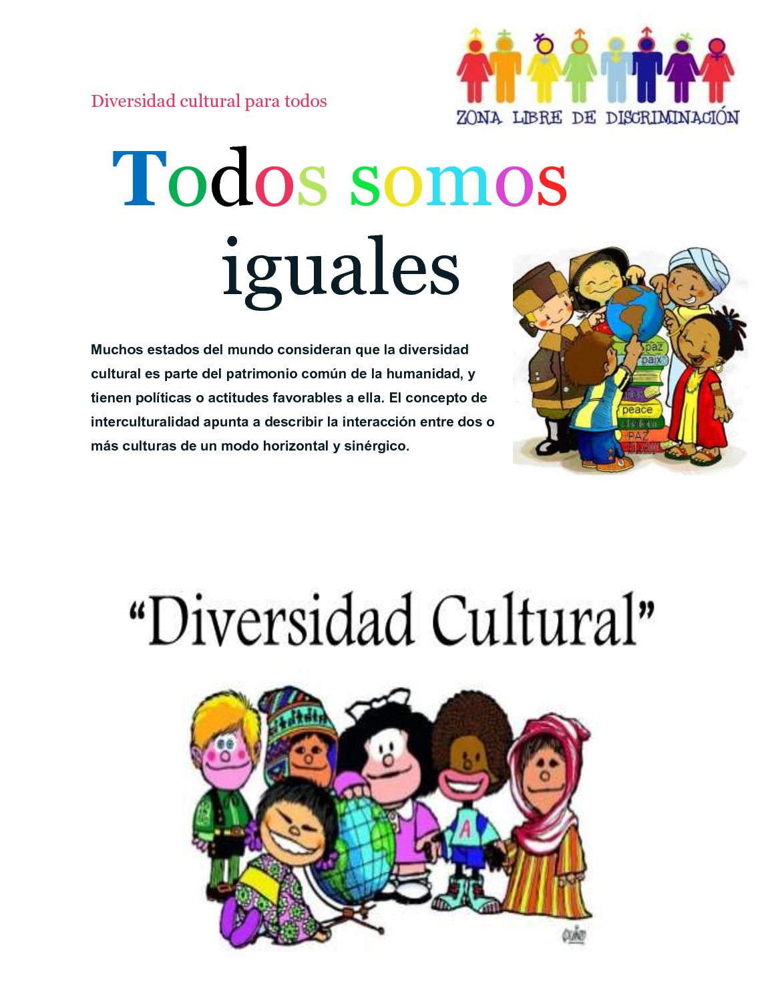 Diversidad cultural para todos
ZONA LIBRE DE DISCRIMINACIÓN
Todos somos
iguales
Muchos estados del mundo consideran que la diversidad
cultural es parte del patrimonio común de la humanidad, y
tienen políticas o actitudes favorables a ella. El concepto de
interculturalidad apunta a describir la interacción entre dos o
más culturas de un modo horizontal y sinérgico.
paz
paix
peace
PAZ
“Diversidad Cultural”
A
QUINO